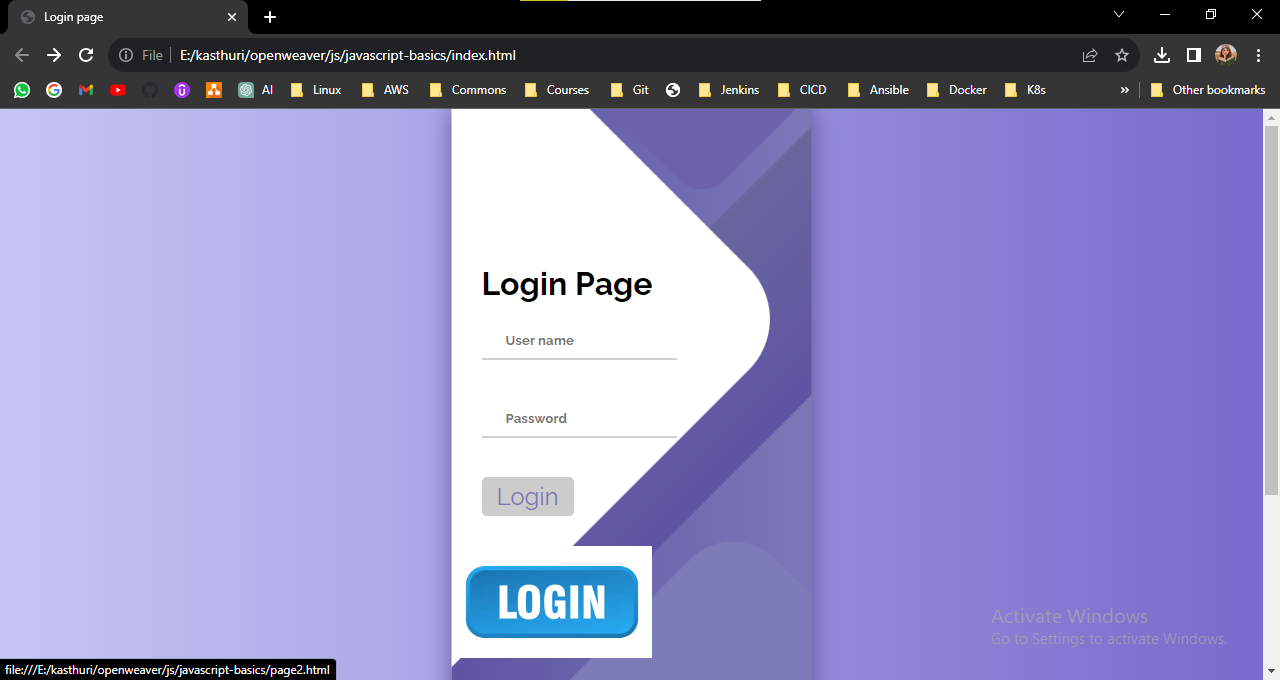 Login page
File E:/kasthuri/openweaver/js/javascript-basics/index.html
AI Linux AWS Commons Courses Git Jenkins CICD Ansible Docker K8s » Other bookmarks
Login Page
User name
Password
Login
LOGIN
Activate Windows
Go to Settings to activate Windows.
file:///E:/kasthuri/openweaver/js/javascript-basics/page2.html